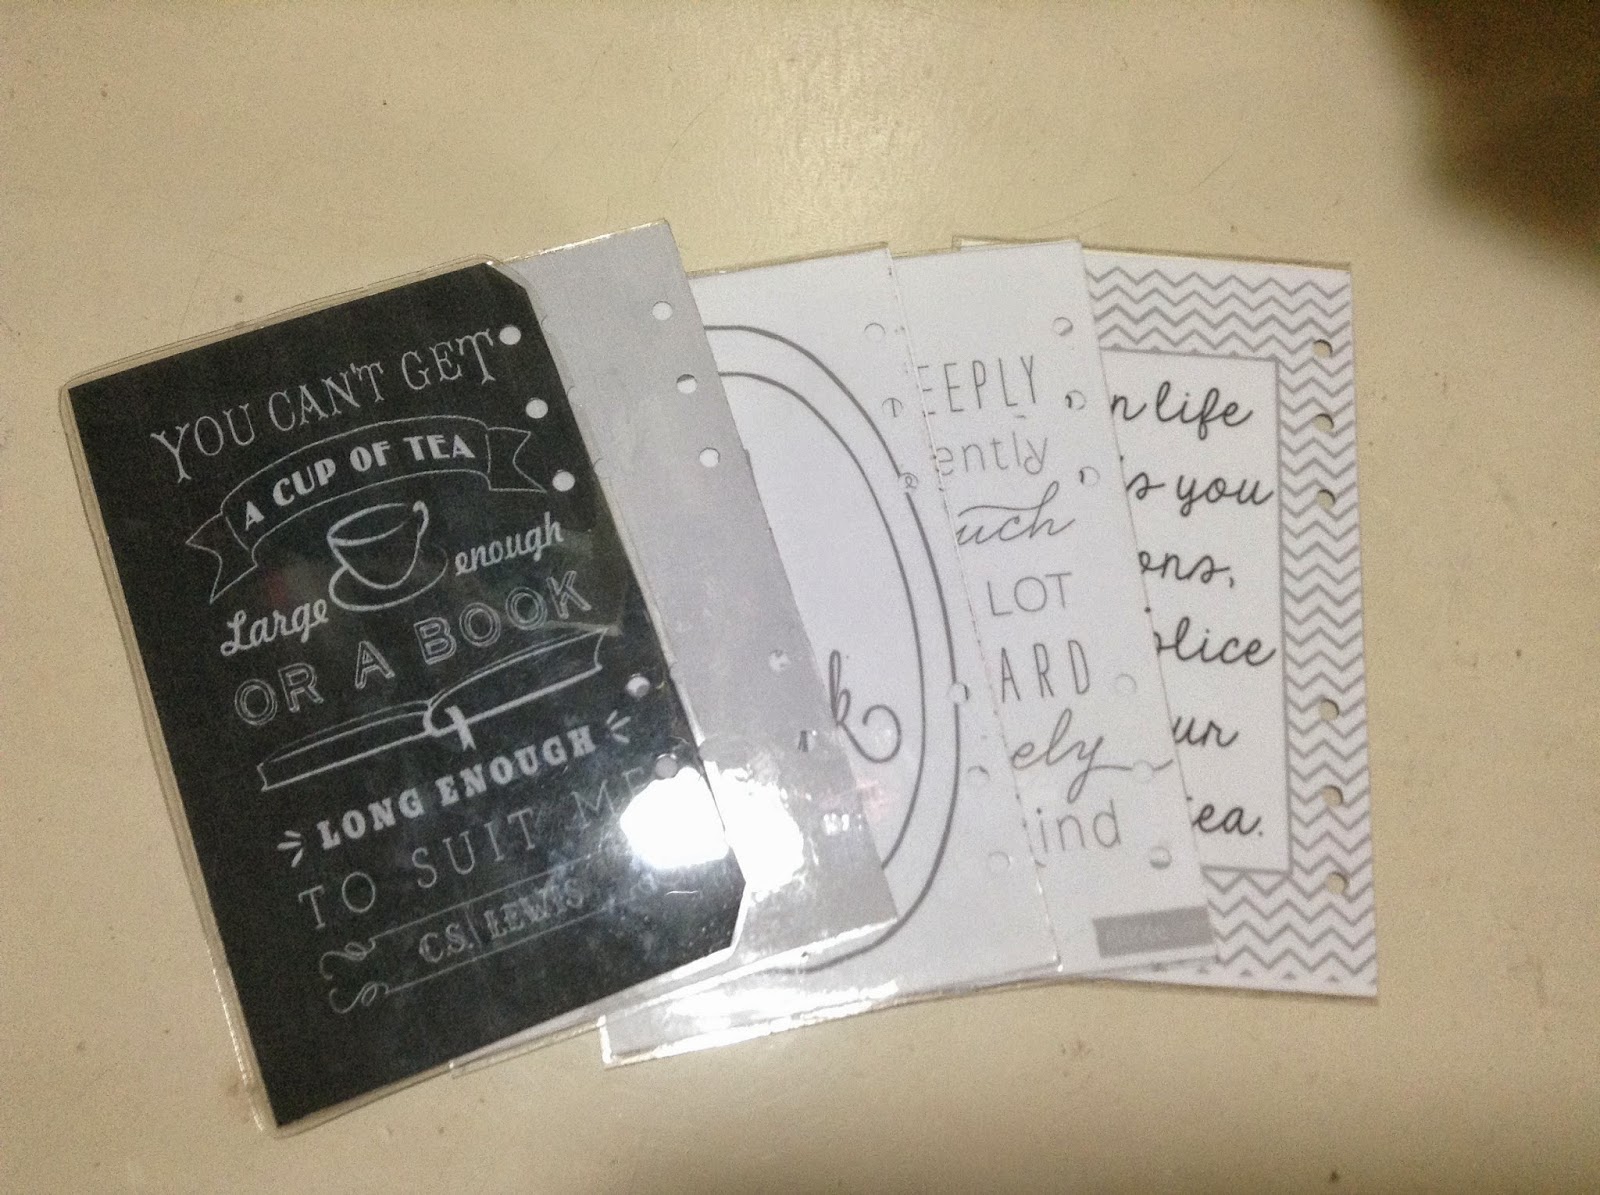 YOU CAN'T GET
A CUP OF TEA
Large enough
OR A BOOK
LONG ENOUGH
TO SUIT ME
C.S. LEWIS
k
EEPLY
ently
uch
LOT
ARD
ely
ind
n life
s you
ons,
lice
ur
tea.